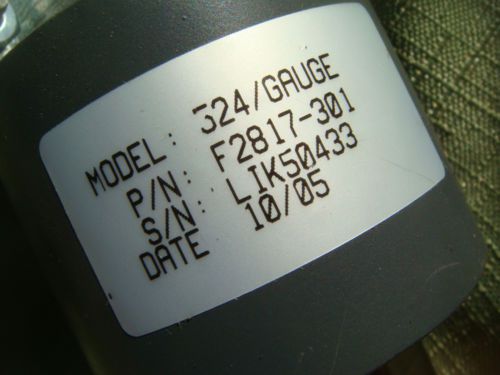 MODEL: 324/GAUGE
P/N: F2817-301
S/N: LIK50433
DATE 10/05